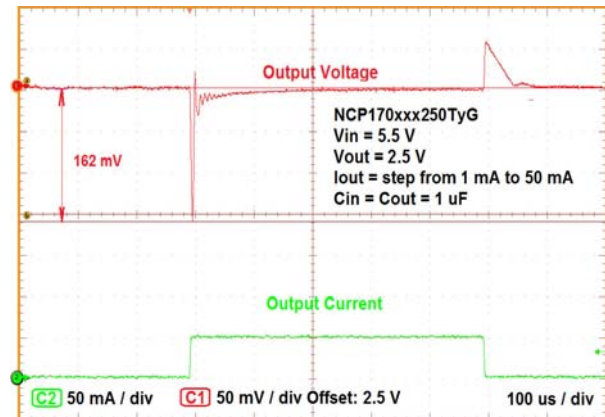 Output Voltage
NCP170xxx250TyG
Vin = 5.5 V
Vout = 2.5 V
Iout = step from 1 mA to 50 mA
Cin = Cout = 1 uF
162 mV
Output Current
C2 50 mA / div C1 50 mV / div Offset: 2.5 V 100 us / div